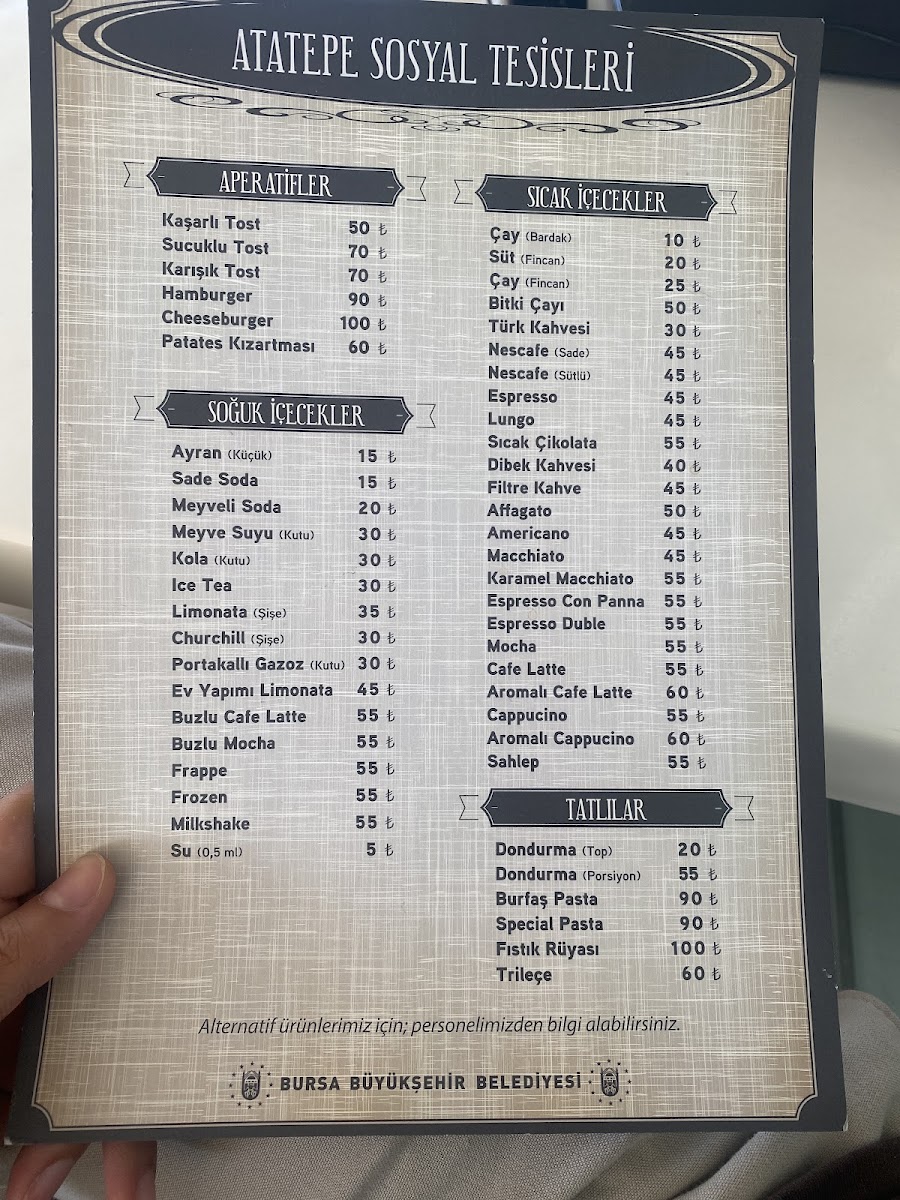 ATATEPE SOSYAL TESİSLERİ
APERATİFLER
Kaşarlı Tost 50 ₺
Sucuklu Tost 70 ₺
Karışık Tost 70 ₺
Hamburger 90 ₺
Cheeseburger 100 ₺
Patates Kızartması 60 ₺
SOĞUK İÇECEKLER
Ayran (Küçük) 15 ₺
Sade Soda 15 ₺
Meyveli Soda 20 ₺
Meyve Suyu (Kutu) 30 ₺
Kola (Kutu) 30 ₺
Ice Tea 30 ₺
Limonata (Şişe) 35 ₺
Churchill (Şişe) 30 ₺
Portakallı Gazoz (Kutu) 30 ₺
Ev Yapımı Limonata 45 ₺
Buzlu Cafe Latte 55 ₺
Buzlu Mocha 55 ₺
Frappe 55 ₺
Frozen 55 ₺
Milkshake 55 ₺
Su (0,5 ml) 5 ₺
SICAK İÇECEKLER
Çay (Bardak) 10 ₺
Süt (Fincan) 20 ₺
Çay (Fincan) 25 ₺
Bitki Çayı 50 ₺
Türk Kahvesi 30 ₺
Nescafe (Sade) 45 ₺
Nescafe (Sütlü) 45 ₺
Espresso 45 ₺
Lungo 45 ₺
Sıcak Çikolata 55 ₺
Dibek Kahvesi 40 ₺
Filtre Kahve 45 ₺
Affagato 50 ₺
Americano 45 ₺
Macchiato 45 ₺
Karamel Macchiato 55 ₺
Espresso Con Panna 55 ₺
Espresso Duble 55 ₺
Mocha 55 ₺
Cafe Latte 55 ₺
Aromalı Cafe Latte 60 ₺
Cappucino 55 ₺
Aromalı Cappucino 60 ₺
Sahlep 55 ₺
TATLILAR
Dondurma (Top) 20 ₺
Dondurma (Porsiyon) 55 ₺
Burfaş Pasta 90 ₺
Special Pasta 90 ₺
Fıstık Rüyası 100 ₺
Trileçe 60 ₺
Alternatif ürünlerimiz için; personelimizden bilgi alabilirsiniz.
BURSA BÜYÜKŞEHİR BELEDİYESİ